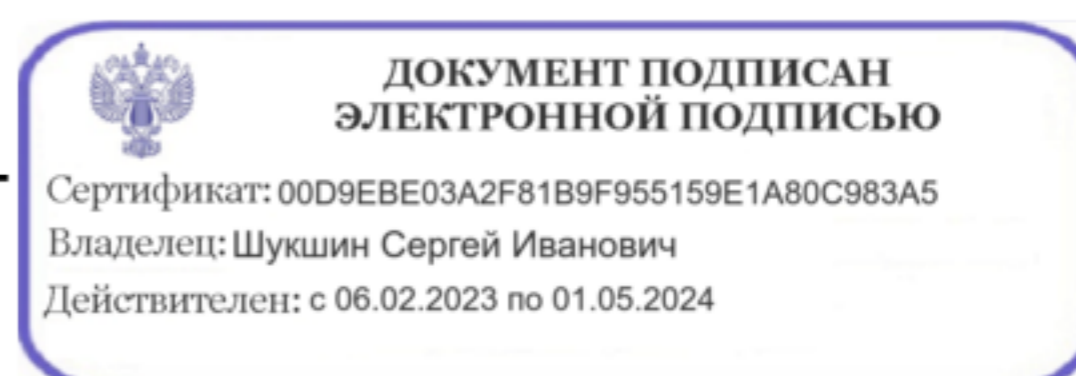 ДОКУМЕНТ ПОДПИСАН
ЭЛЕКТРОННОЙ ПОДПИСЬЮ
Сертификат: 00D9EBE03A2F81B9F955159E1A80C983A5
Владелец: Шукшин Сергей Иванович
Действителен: с 06.02.2023 по 01.05.2024